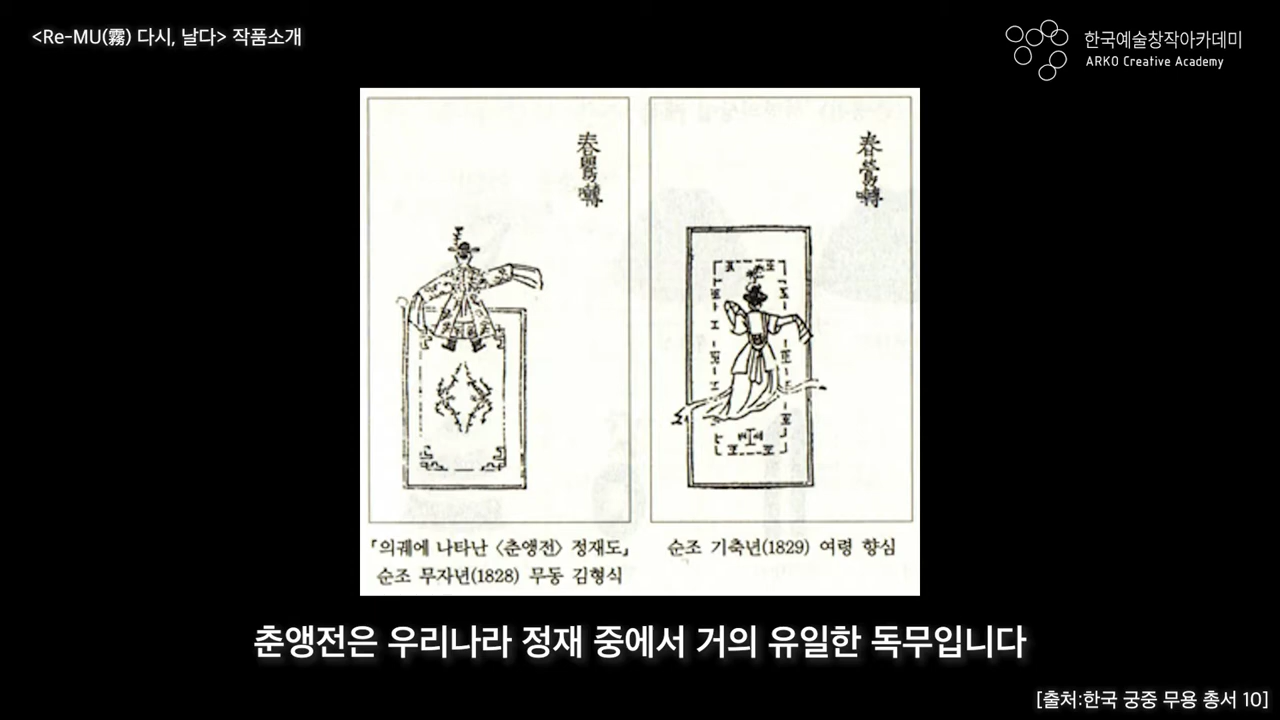 <Re-MU(霧) 다시, 날다> 작품소개
한국예술창작아카데미
ARKO Creative Academy
春鶯囀
春鶯囀
「의궤에 나타난 〈춘앵전〉 정재도」
순조 무자년(1828) 무동 김형식
순조 기축년(1829) 여령 향심
춘앵전은 우리나라 정재 중에서 거의 유일한 독무입니다
[출처:한국 궁중 무용 총서 10]